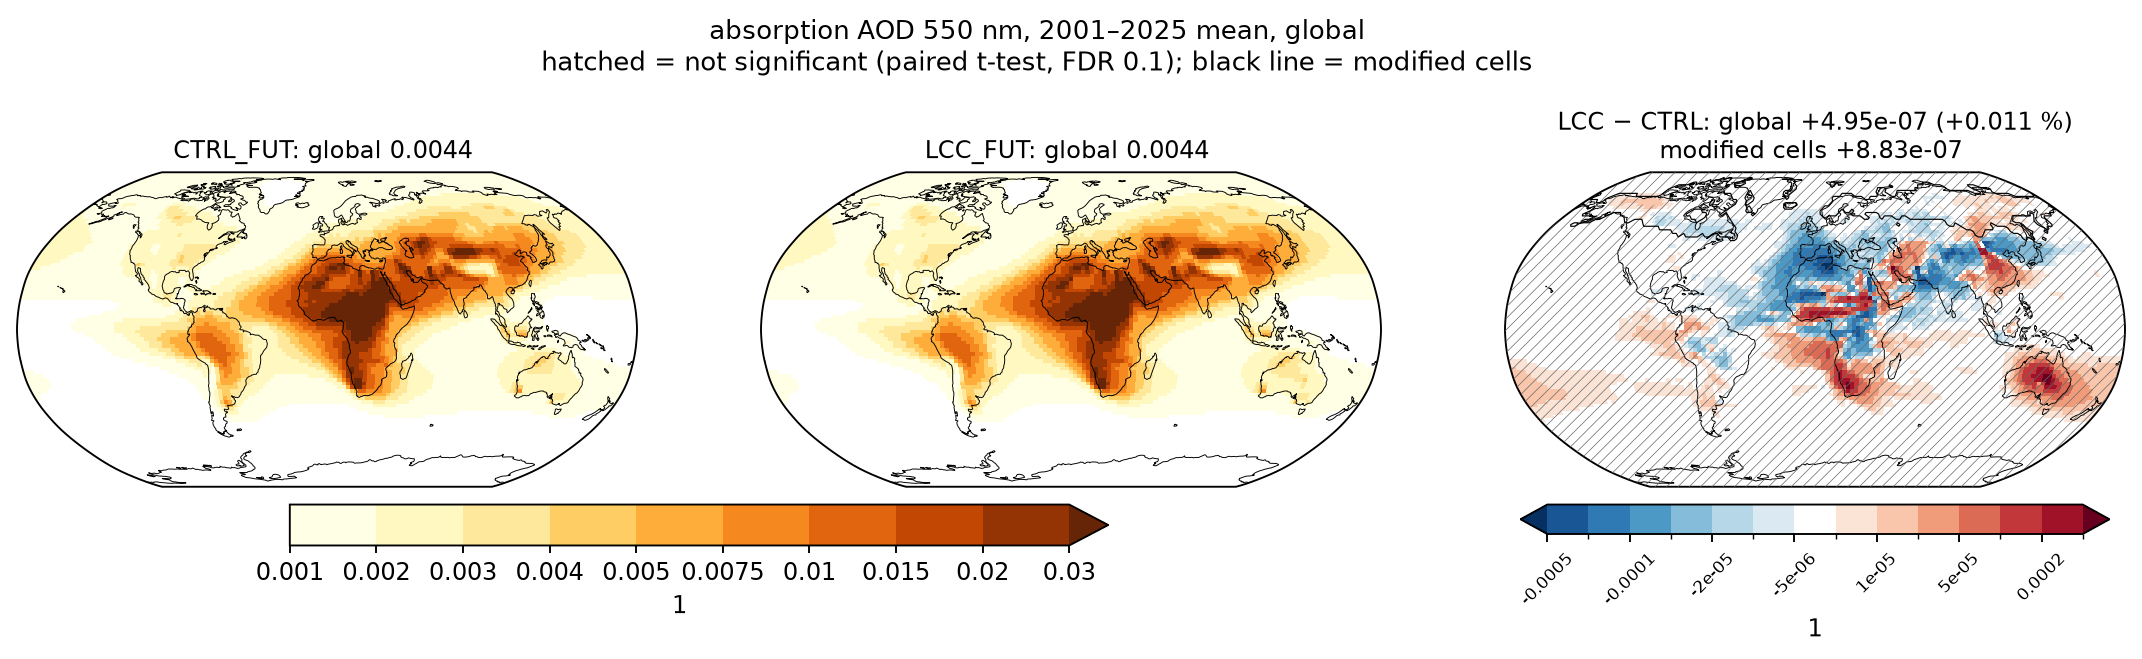 absorption AOD 550 nm, 2001–2025 mean, global
hatched = not significant (paired t-test, FDR 0.1); black line = modified cells
CTRL_FUT: global 0.0044
LCC_FUT: global 0.0044
LCC − CTRL: global +4.95e-07 (+0.011 %)
modified cells +8.83e-07
0.001 0.002 0.003 0.004 0.005 0.0075 0.01 0.015 0.02 0.03
1
-0.0005 -0.0001 -2e-05 -5e-06 1e-05 5e-05 0.0002
1